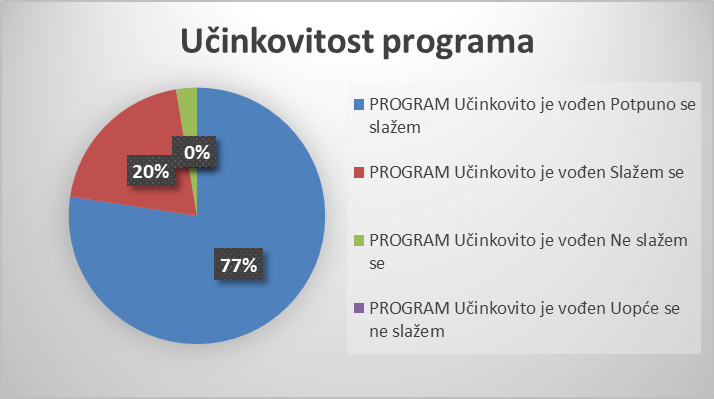 Učinkovitost programa
PROGRAM Učinkovito je vođen Potpuno se
slažem
PROGRAM Učinkovito je vođen Slažem se
PROGRAM Učinkovito je vođen Ne slažem
se
PROGRAM Učinkovito je vođen Uopće se
ne slažem
0%
20%
77%